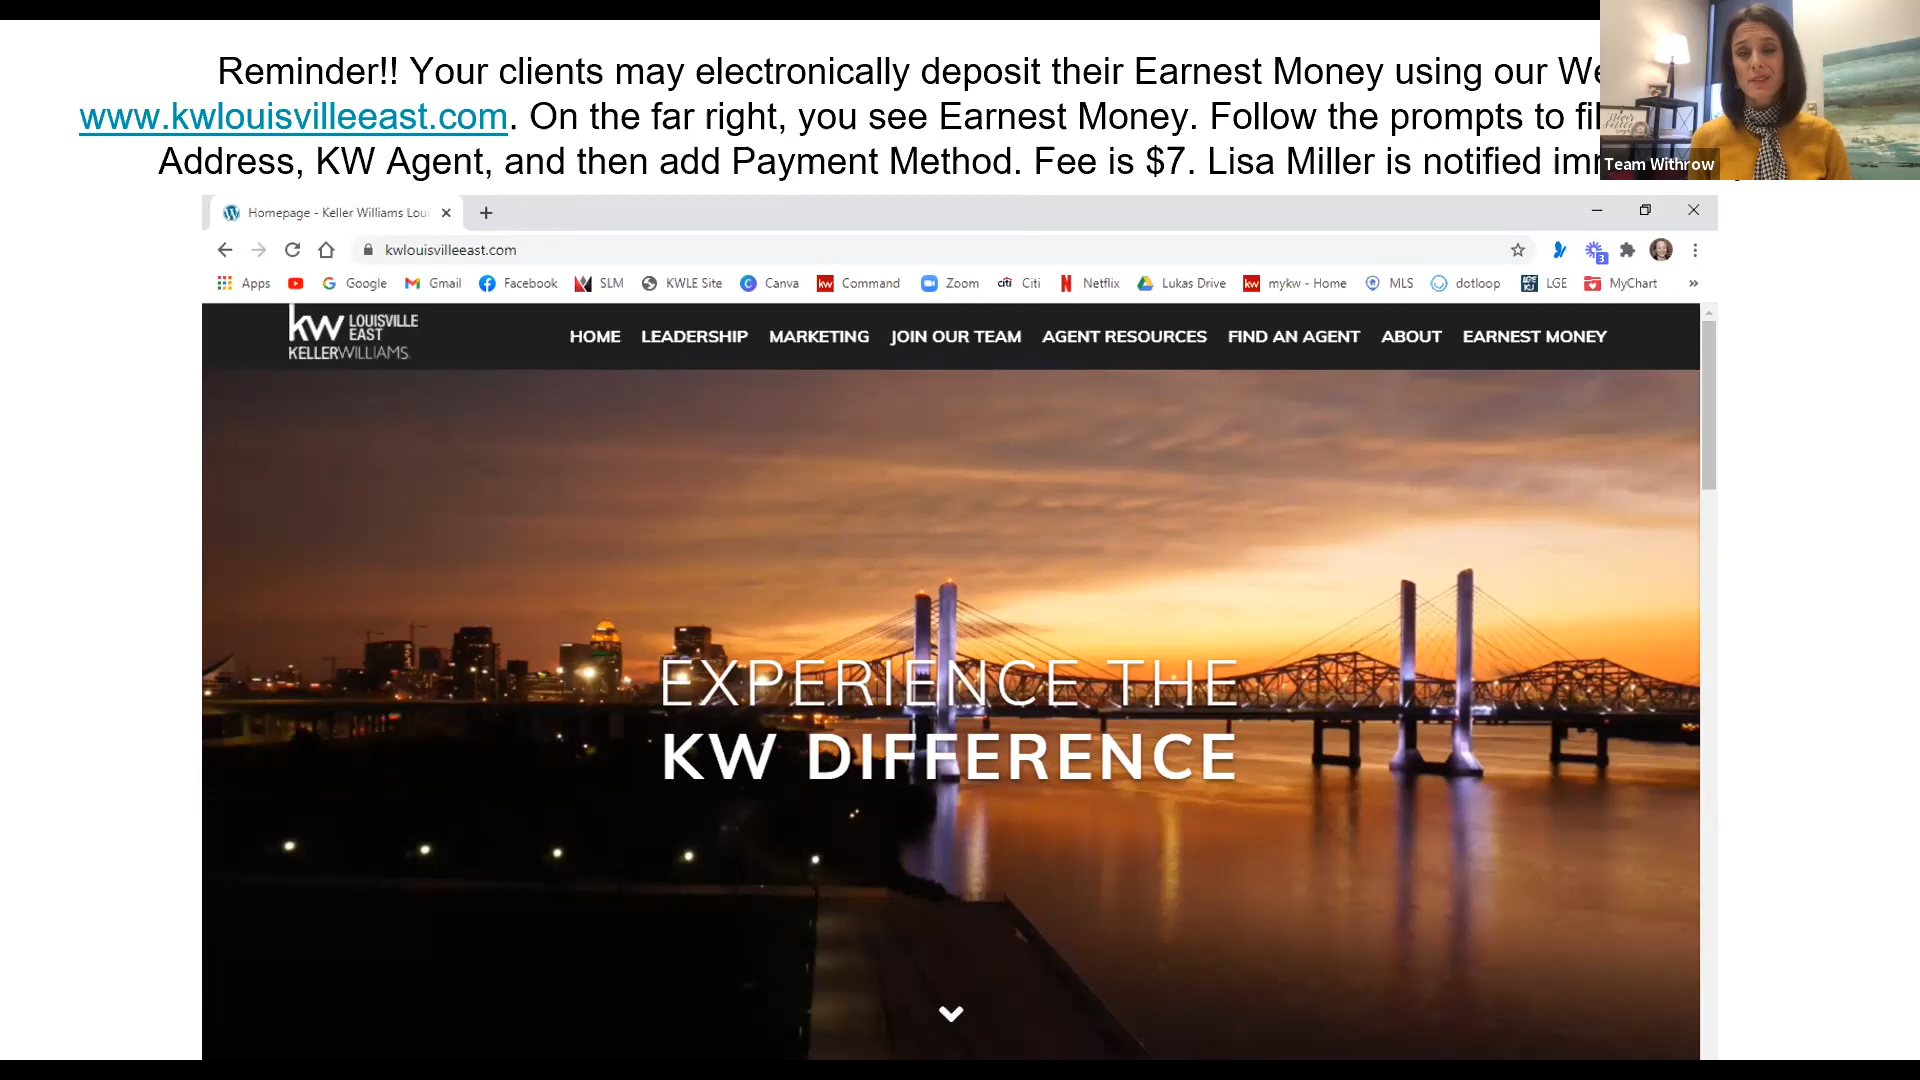 Reminder!! Your clients may electronically deposit their Earnest Money using our
www.kwlouisvilleeast.com. On the far right, you see Earnest Money. Follow the prompts to
Address, KW Agent, and then add Payment Method. Fee is $7. Lisa Miller is notified
Team Withrow
Homepage - Keller Williams Lou
kwlouisvilleeast.com
3
Apps Google Gmail Facebook SLM KWLE Site Canva kw Command Zoom citi Citi Netflix Lukas Drive kw mykw - Home MLS dotloop LGE MyChart »
kw LOUISVILLE
EAST
KELLERWILLIAMS.
HOME LEADERSHIP MARKETING JOIN OUR TEAM AGENT RESOURCES FIND AN AGENT ABOUT EARNEST MONEY
EXPERIENCE THE
KW DIFFERENCE